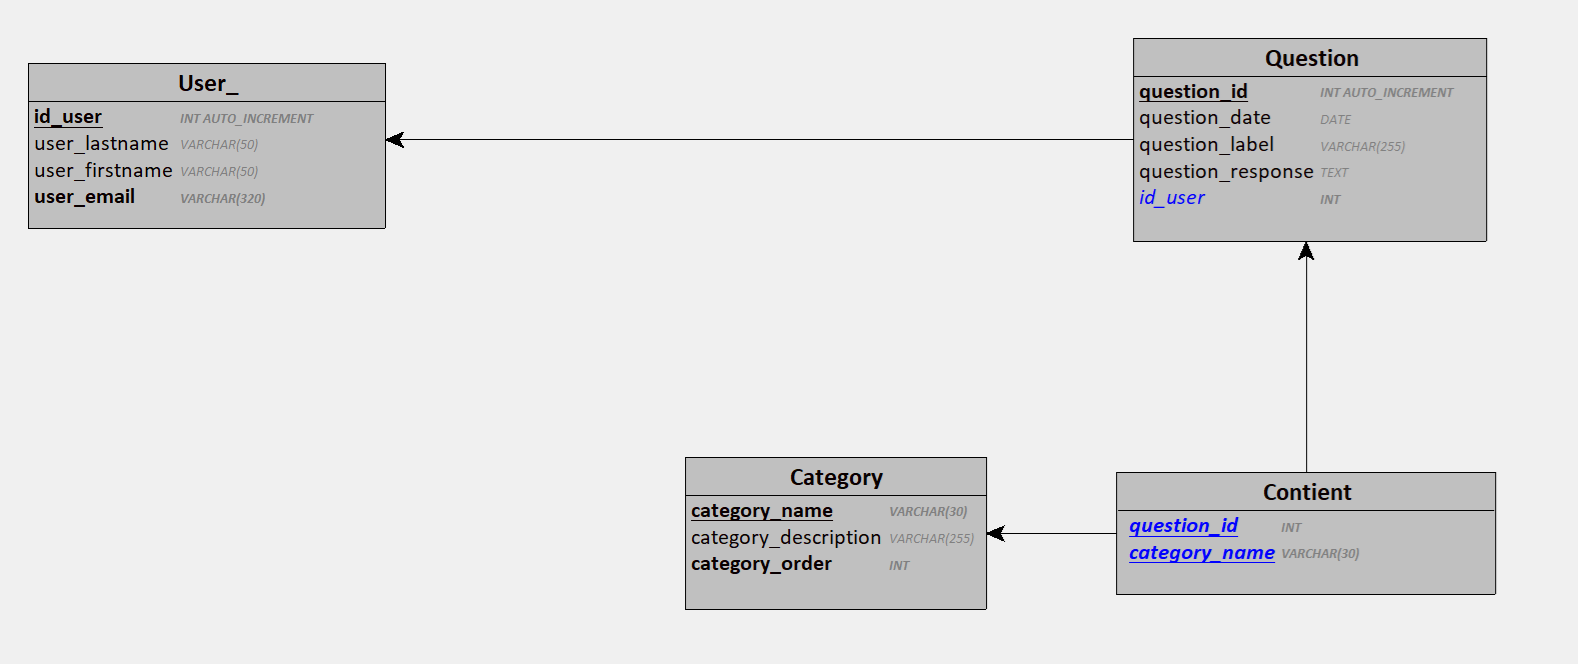 User_
id_user INT AUTO_INCREMENT
user_lastname VARCHAR(50)
user_firstname VARCHAR(50)
user_email VARCHAR(320)
Question
question_id INT AUTO_INCREMENT
question_date DATE
question_label VARCHAR(255)
question_response TEXT
id_user INT
Category
category_name VARCHAR(30)
category_description VARCHAR(255)
category_order INT
Contient
question_id INT
category_name VARCHAR(30)